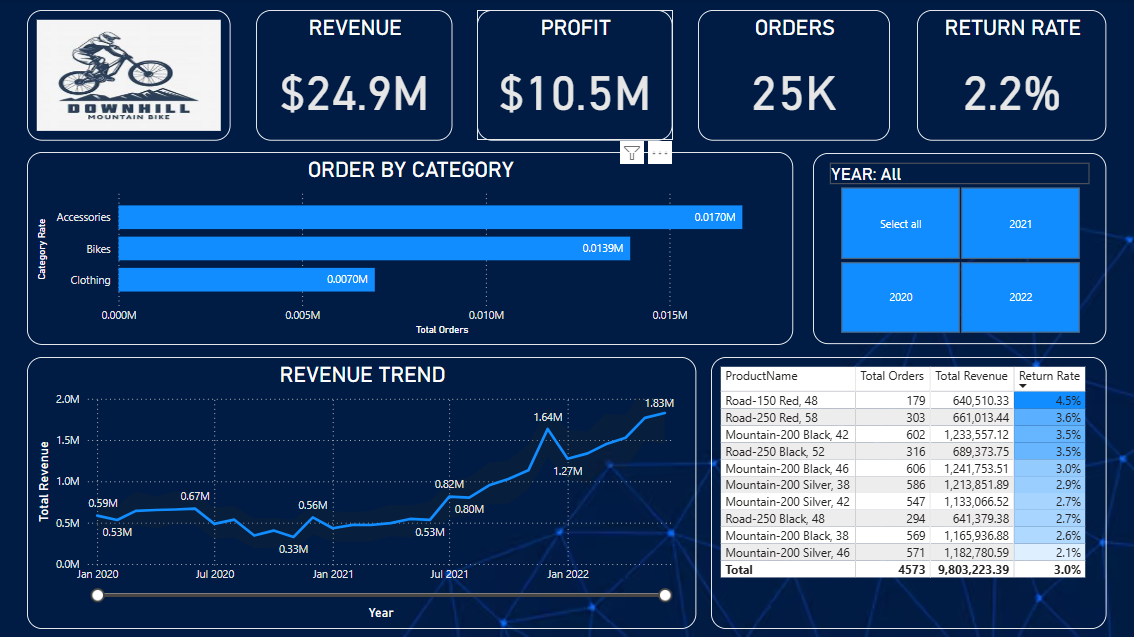 DOWNHILL
MOUNTAIN BIKE
REVENUE
$24.9M
PROFIT
$10.5M
ORDERS
25K
RETURN RATE
2.2%
ORDER BY CATEGORY
Category Rate
Accessories 0.0170M
Bikes 0.0139M
Clothing 0.0070M
0.000M 0.005M 0.010M 0.015M
Total Orders
YEAR: All
Select all 2021
2020 2022
REVENUE TREND
Total Revenue
2.0M
1.5M
1.0M
0.5M
0.0M
0.59M
0.53M
0.67M
0.33M
0.56M
0.53M
0.82M
0.80M
1.64M
1.27M
1.83M
Jan 2020 Jul 2020 Jan 2021 Jul 2021 Jan 2022
Year
ProductName Total Orders Total Revenue Return Rate
Road-150 Red, 48 179 640,510.33 4.5%
Road-250 Red, 58 303 661,013.44 3.6%
Mountain-200 Black, 42 602 1,233,557.12 3.5%
Road-250 Black, 52 316 689,373.75 3.5%
Mountain-200 Black, 46 606 1,241,753.51 3.0%
Mountain-200 Silver, 38 586 1,213,851.89 2.9%
Mountain-200 Silver, 42 547 1,133,066.52 2.7%
Road-250 Black, 48 294 641,379.38 2.7%
Mountain-200 Black, 38 569 1,165,936.88 2.6%
Mountain-200 Silver, 46 571 1,182,780.59 2.1%
Total 4573 9,803,223.39 3.0%